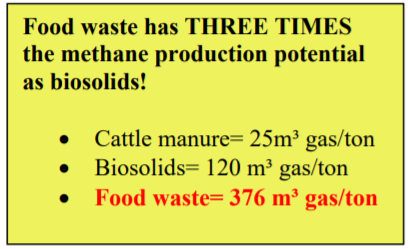 Food waste has THREE TIMES
the methane production potential
as biosolids!
• Cattle manure= 25m³ gas/ton
• Biosolids= 120 m³ gas/ton
• Food waste= 376 m³ gas/ton